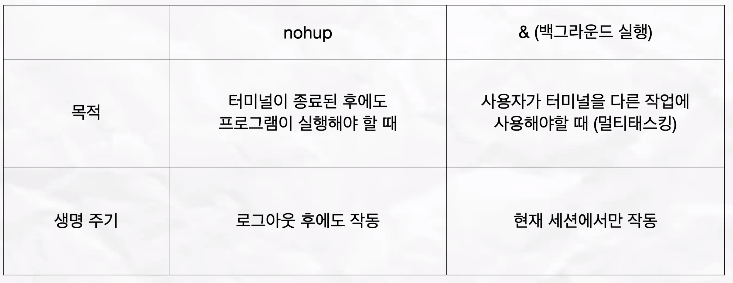 nohup
& (백그라운드 실행)
목적
터미널이 종료된 후에도
프로그램이 실행해야 할 때
사용자가 터미널을 다른 작업에
사용해야할 때 (멀티태스킹)
생명 주기
로그아웃 후에도 작동
현재 세션에서만 작동